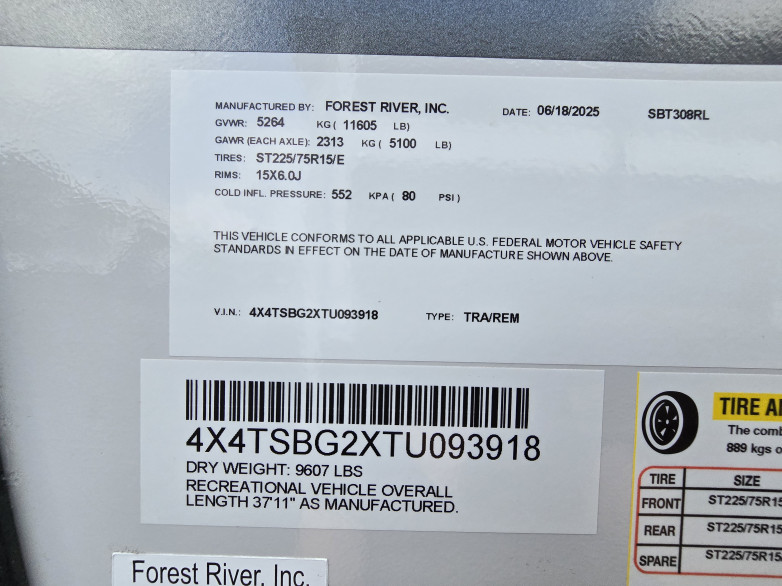 MANUFACTURED BY: FOREST RIVER, INC. DATE: 06/18/2025 SBT308RL
GVWR: 5264 KG ( 11605 LB)
GAWR (EACH AXLE): 2313 KG ( 5100 LB)
TIRES: ST225/75R15/E
RIMS: 15X6.0J
COLD INFL. PRESSURE: 552 KPA ( 80 PSI )
THIS VEHICLE CONFORMS TO ALL APPLICABLE U.S. FEDERAL MOTOR VEHICLE SAFETY
STANDARDS IN EFFECT ON THE DATE OF MANUFACTURE SHOWN ABOVE.
V.I.N.: 4X4TSBG2XTU093918 TYPE: TRA/REM
4X4TSBG2XTU093918
DRY WEIGHT: 9607 LBS
RECREATIONAL VEHICLE OVERALL
LENGTH 37'11" AS MANUFACTURED.
TIRE
The
889 kgs
TIRE SIZE
FRONT ST225/75R15
REAR ST225/75R15
SPARE ST225/75R15
Forest River, Inc.